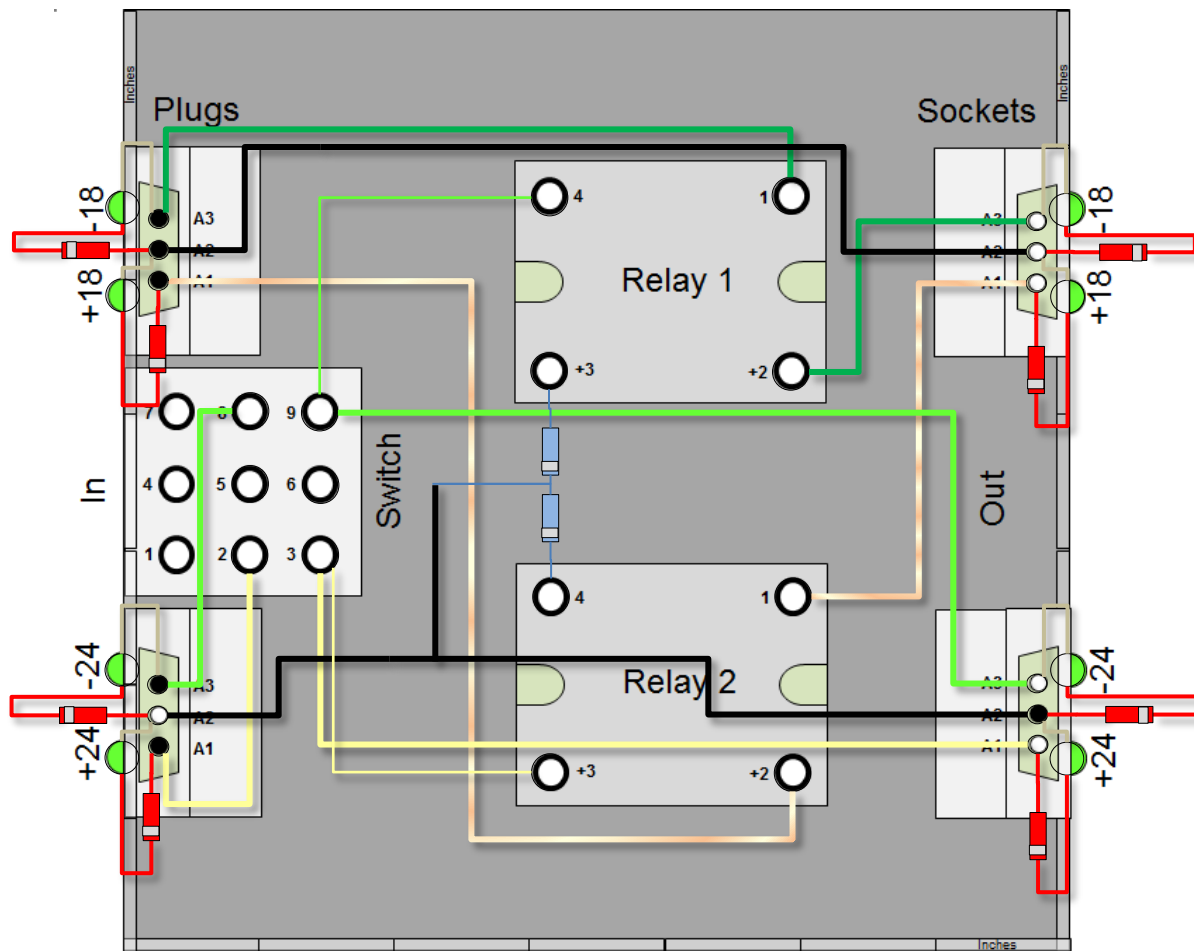 Inches
Inches
Plugs
Sockets
-18
A3
A2
A1
+18
4
1
Relay 1
+3
+2
-18
A3
A2
A1
+18
7
8
9
4
5
6
1
2
3
In
Switch
Out
4
1
Relay 2
+3
+2
-24
A3
A2
A1
+24
-24
A3
A2
A1
+24
Inches